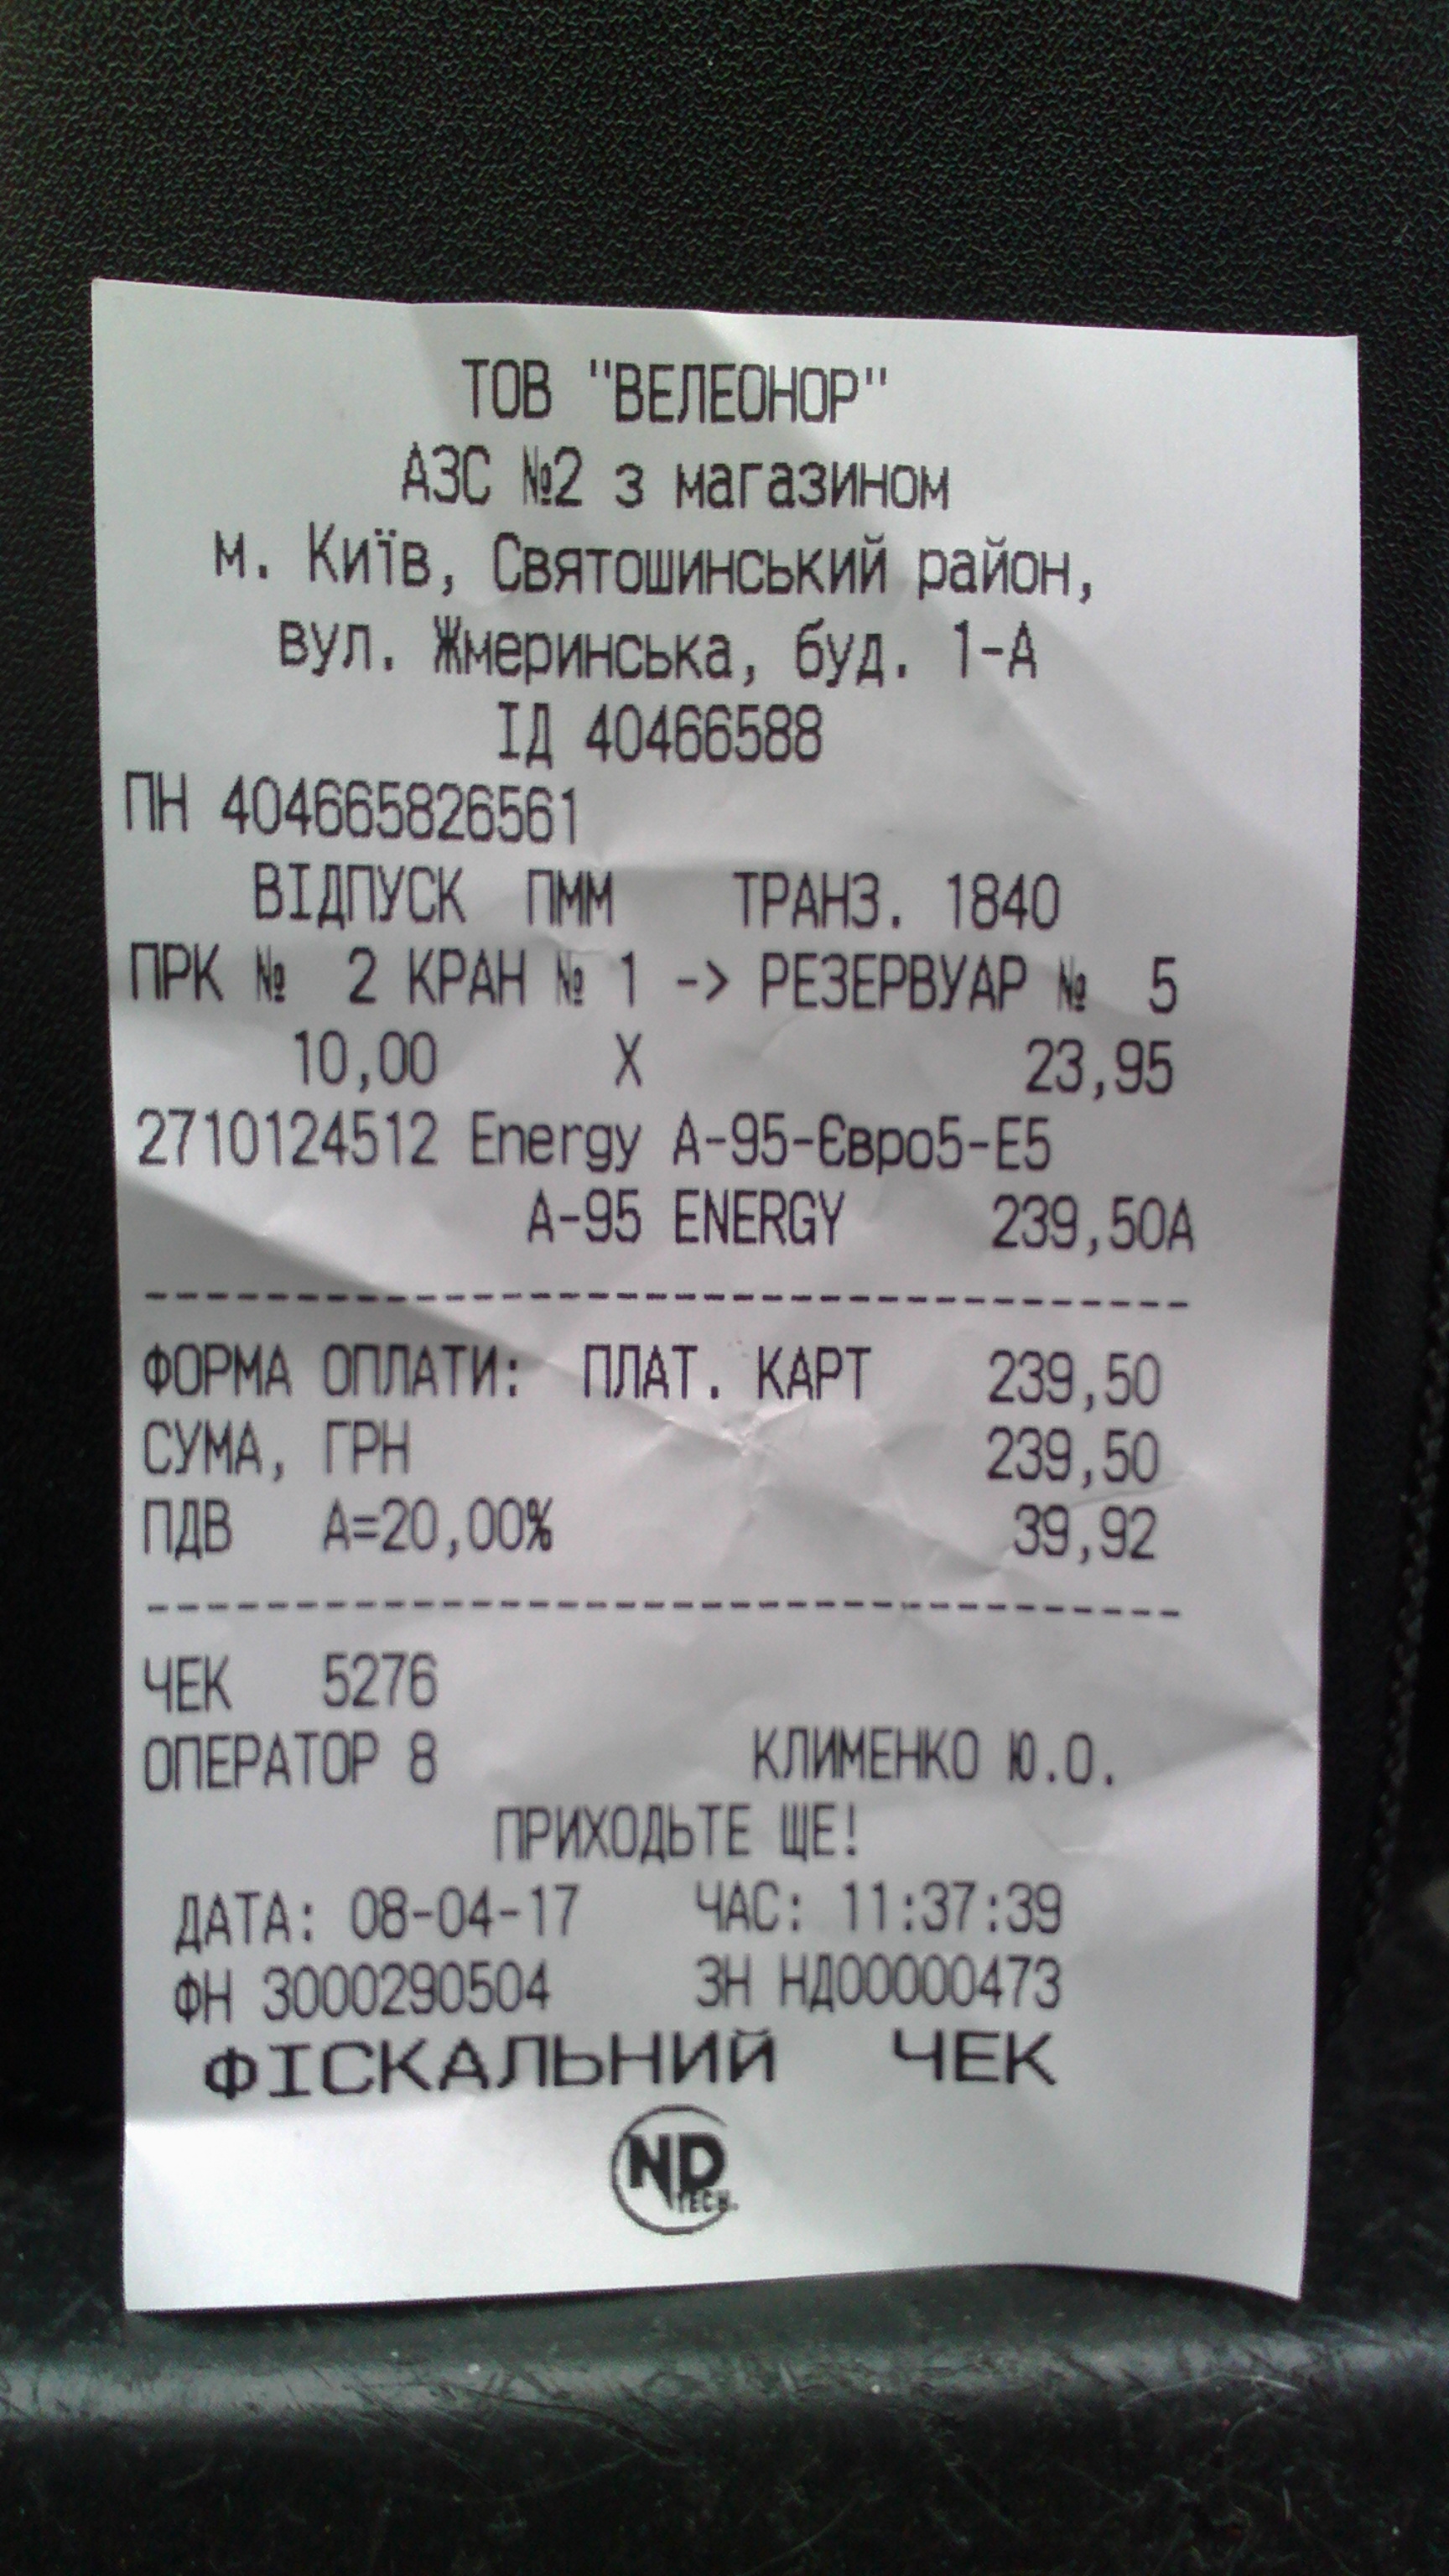 ТОВ "ВЕЛЕОНОР"
АЗС №2 з магазином
м. Київ, Святошинський район,
вул. Жмеринська, буд. 1-А
ІД 40466588
ПН 404665826561
ВІДПУСК ПММ ТРАНЗ. 1840
ПРК № 2 КРАН № 1 -> РЕЗЕРВУАР № 5
10,00 X 23,95
2710124512 Energy А-95-Євро5-Е5
А-95 ENERGY 239,50А
ФОРМА ОПЛАТИ: ПЛАТ. КАРТ 239,50
СУМА, ГРН 239,50
ПДВ А=20,00% 39,92
ЧЕК 5276
ОПЕРАТОР 8 КЛИМЕНКО Ю.О.
ПРИХОДЬТЕ ЩЕ!
ДАТА: 08-04-17 ЧАС: 11:37:39
ФН 3000290504 ЗН НД00000473
ФІСКАЛЬНИЙ ЧЕК
ND
TECH.